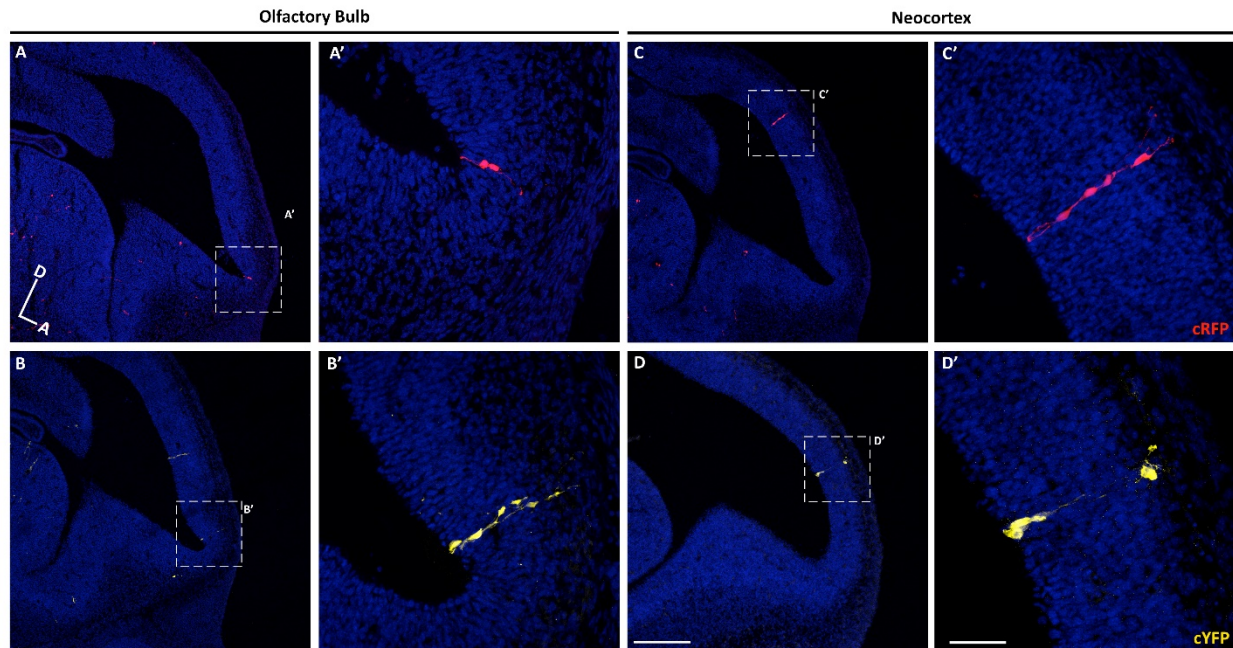 Olfactory Bulb
Neocortex
A
A'
A'
D
A
C
C'
C'
cRFP
B
B'
B'
D
D'
D'
cYFP